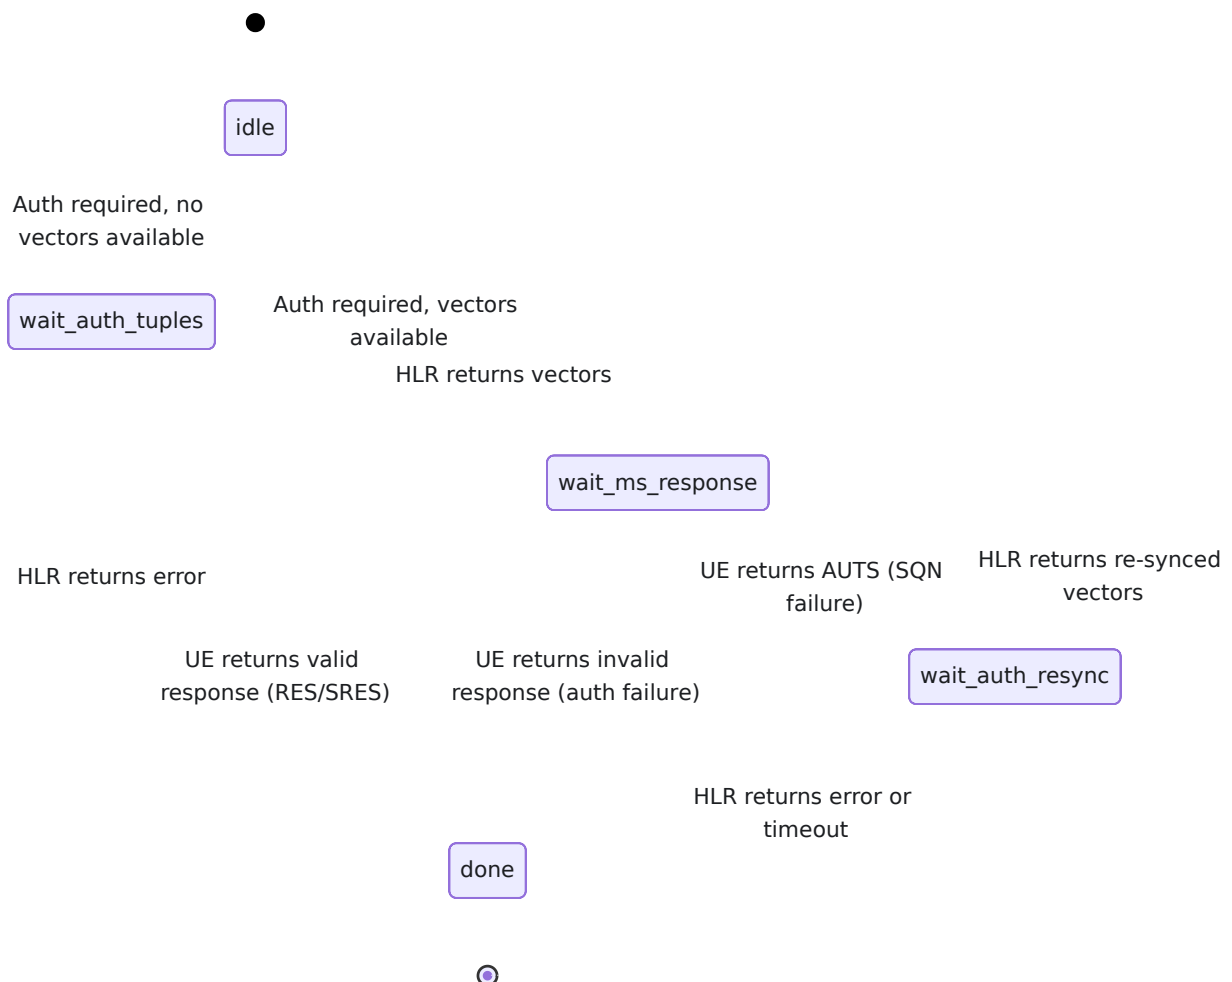 idle
Auth required, no
vectors available
wait_auth_tuples
Auth required, vectors
available
HLR returns vectors
wait_ms_response
HLR returns error
UE returns AUTS (SQN
failure)
HLR returns re-synced
vectors
UE returns valid
response (RES/SRES)
UE returns invalid
response (auth failure)
wait_auth_resync
HLR returns error or
timeout
done